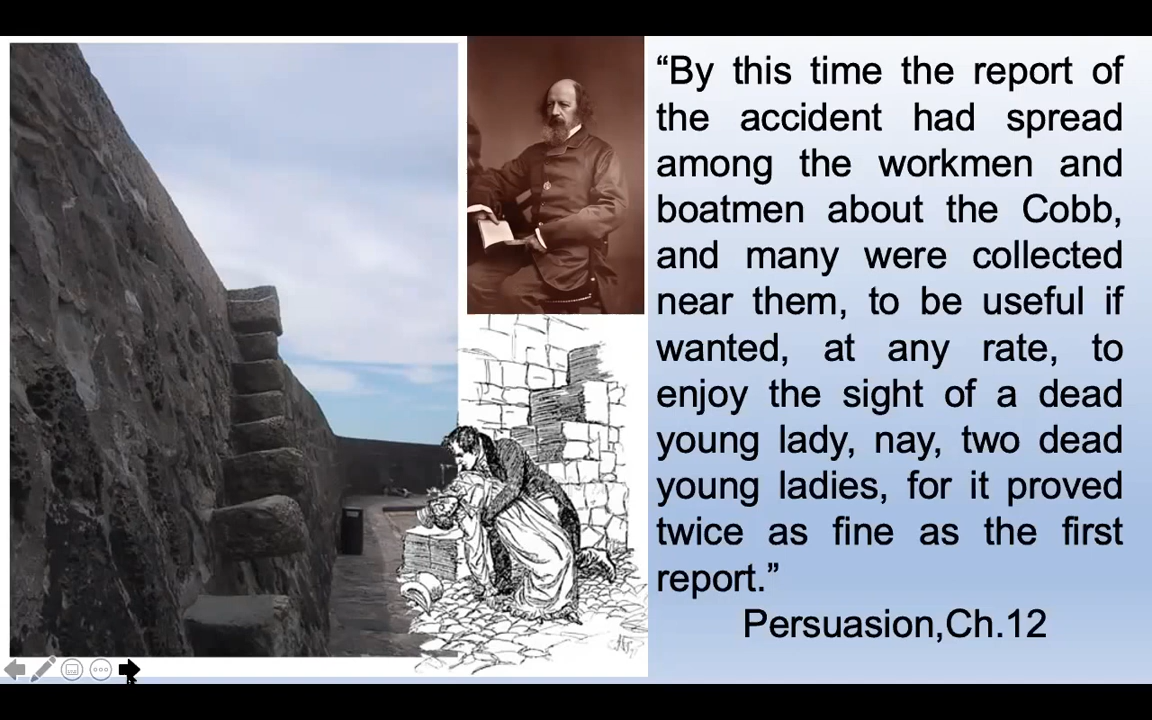 “By this time the report of
the accident had spread
among the workmen and
boatmen about the Cobb,
and many were collected
near them, to be useful if
wanted, at any rate, to
enjoy the sight of a dead
young lady, nay, two dead
young ladies, for it proved
twice as fine as the first
report.”
Persuasion,Ch.12